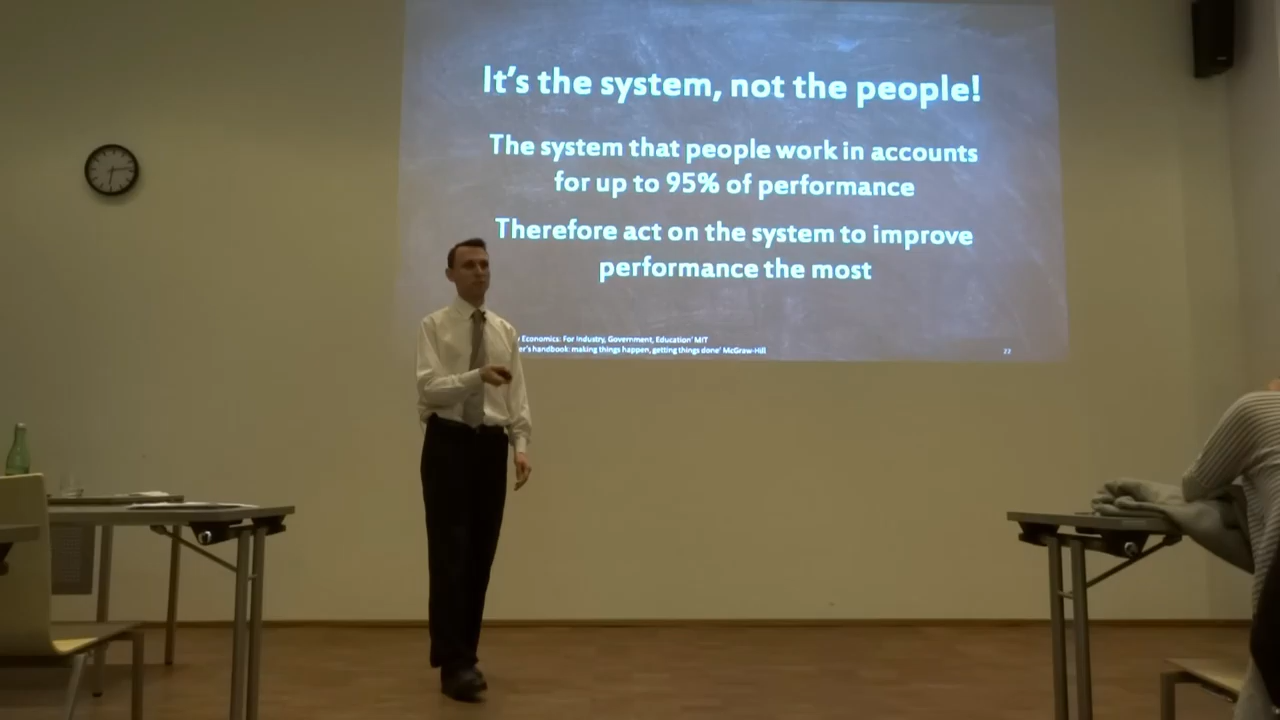 It's the system, not the people!
The system that people work in accounts
for up to 95% of performance
Therefore act on the system to improve
performance the most
Economics: For Industry, Government, Education' MIT
er's handbook: making things happen, getting things done' McGraw-Hill
22